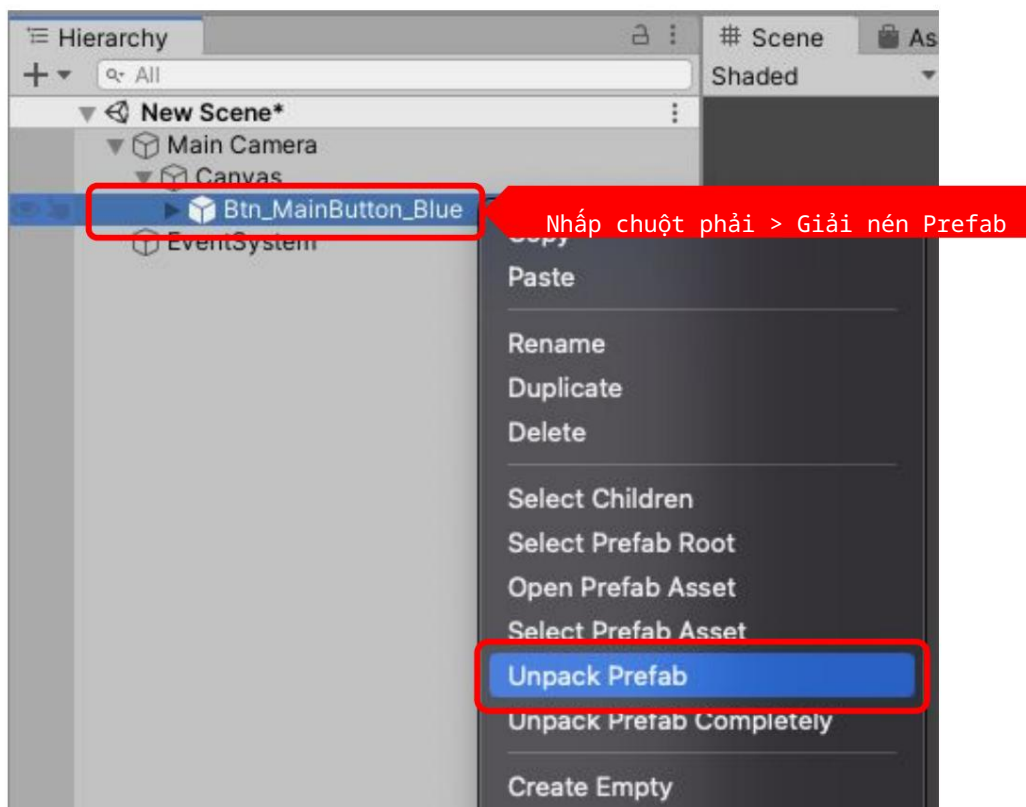 Hierarchy
# Scene
As
All
Shaded
New Scene*
Main Camera
Canvas
Btn_MainButton_Blue
Nhấp chuột phải > Giải nén Prefab
EventSystem
Copy
Paste
Rename
Duplicate
Delete
Select Children
Select Prefab Root
Open Prefab Asset
Select Prefab Asset
Unpack Prefab
Unpack Prefab Completely
Create Empty